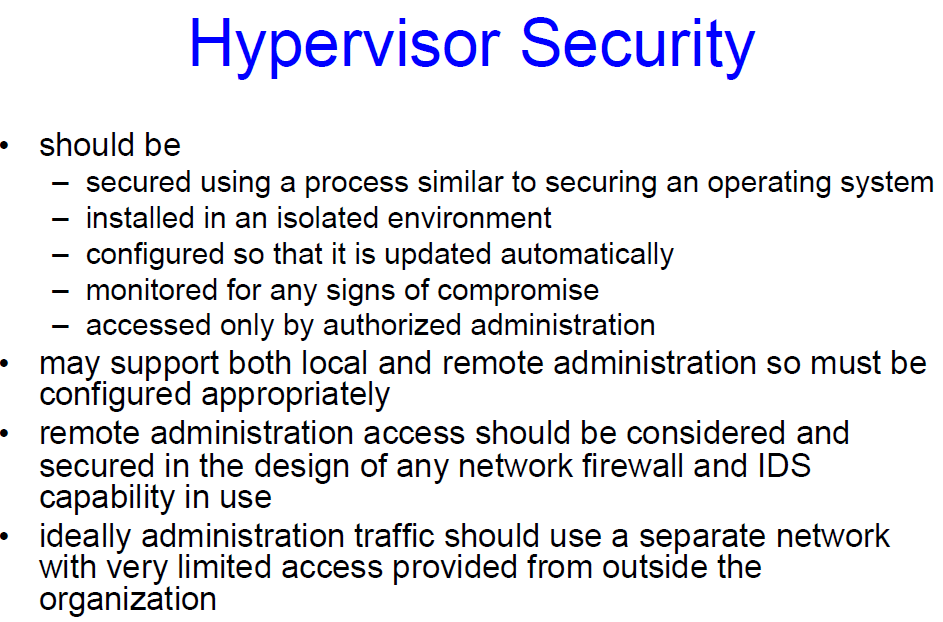 Hypervisor Security
• should be
– secured using a process similar to securing an operating system
– installed in an isolated environment
– configured so that it is updated automatically
– monitored for any signs of compromise
– accessed only by authorized administration
• may support both local and remote administration so must be
configured appropriately
• remote administration access should be considered and
secured in the design of any network firewall and IDS
capability in use
• ideally administration traffic should use a separate network
with very limited access provided from outside the
organization